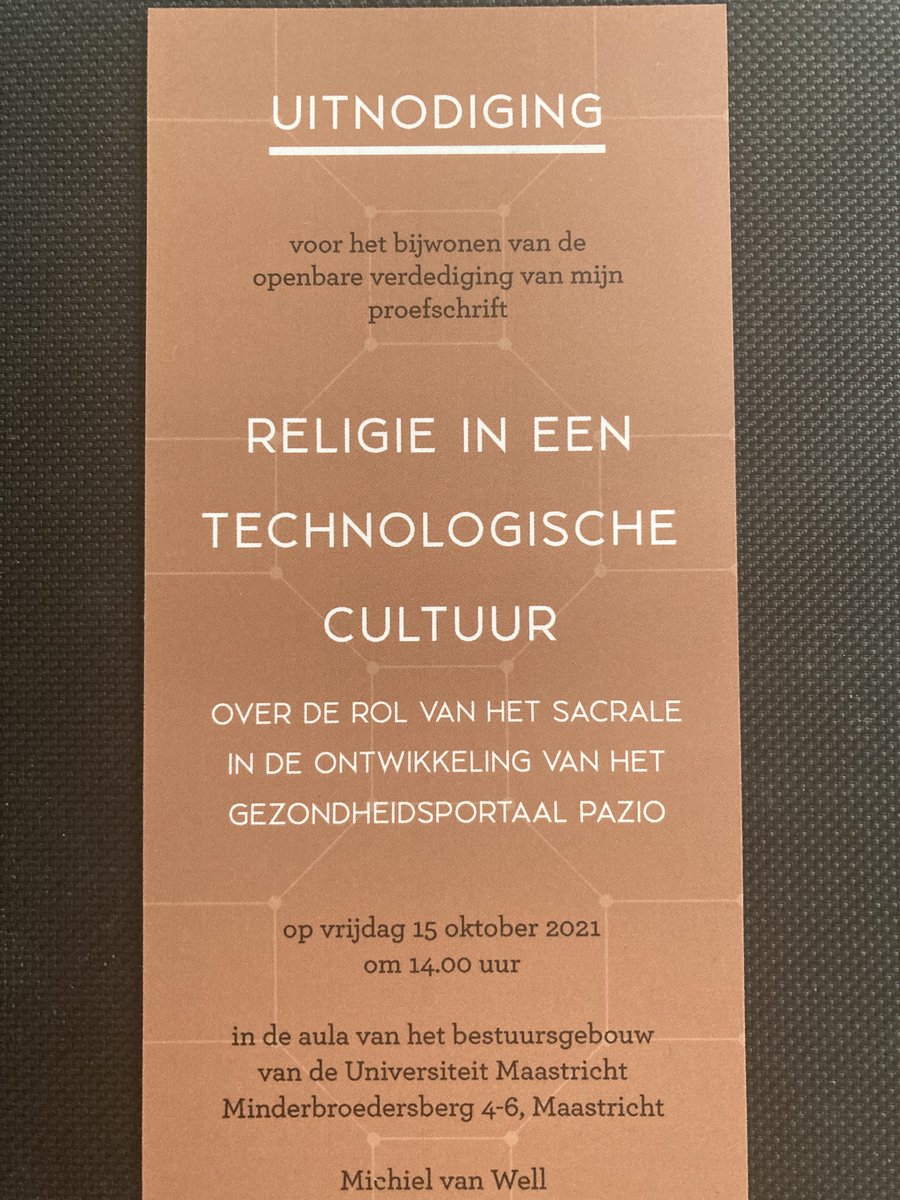 UITNODIGING
voor het bijwonen van de
openbare verdediging van mijn
proefschrift
RELIGIE IN EEN
TECHNOLOGISCHE
CULTUUR
OVER DE ROL VAN HET SACRALE
IN DE ONTWIKKELING VAN HET
GEZONDHEIDSPORTAAL PAZIO
op vrijdag 15 oktober 2021
om 14.00 uur
in de aula van het bestuursgebouw
van de Universiteit Maastricht
Minderbroedersberg 4-6, Maastricht
Michiel van Well